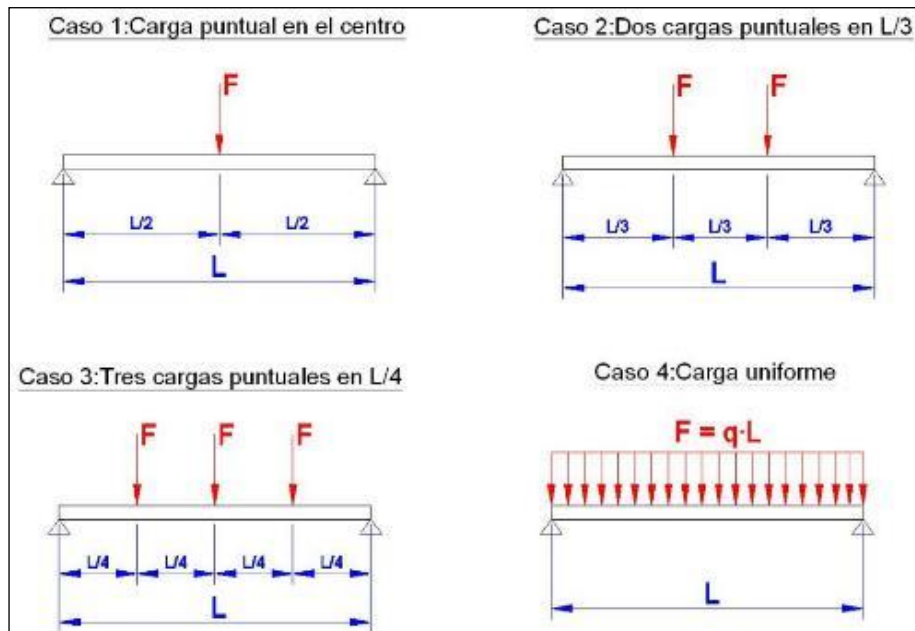 Caso 1:Carga puntual en el centro
F
L/2 L/2
L
Caso 2:Dos cargas puntuales en L/3
F F
L/3 L/3 L/3
L
Caso 3:Tres cargas puntuales en L/4
F F F
L/4 L/4 L/4 L/4
L
Caso 4:Carga uniforme
F = q·L
L